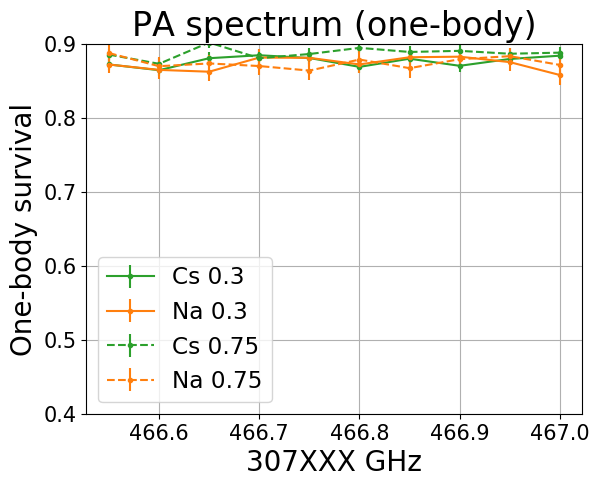 PA spectrum (one-body)
One-body survival
0.9
0.8
0.7
0.6
0.5
0.4
Cs 0.3
Na 0.3
Cs 0.75
Na 0.75
466.6 466.7 466.8 466.9 467.0
307XXX GHz